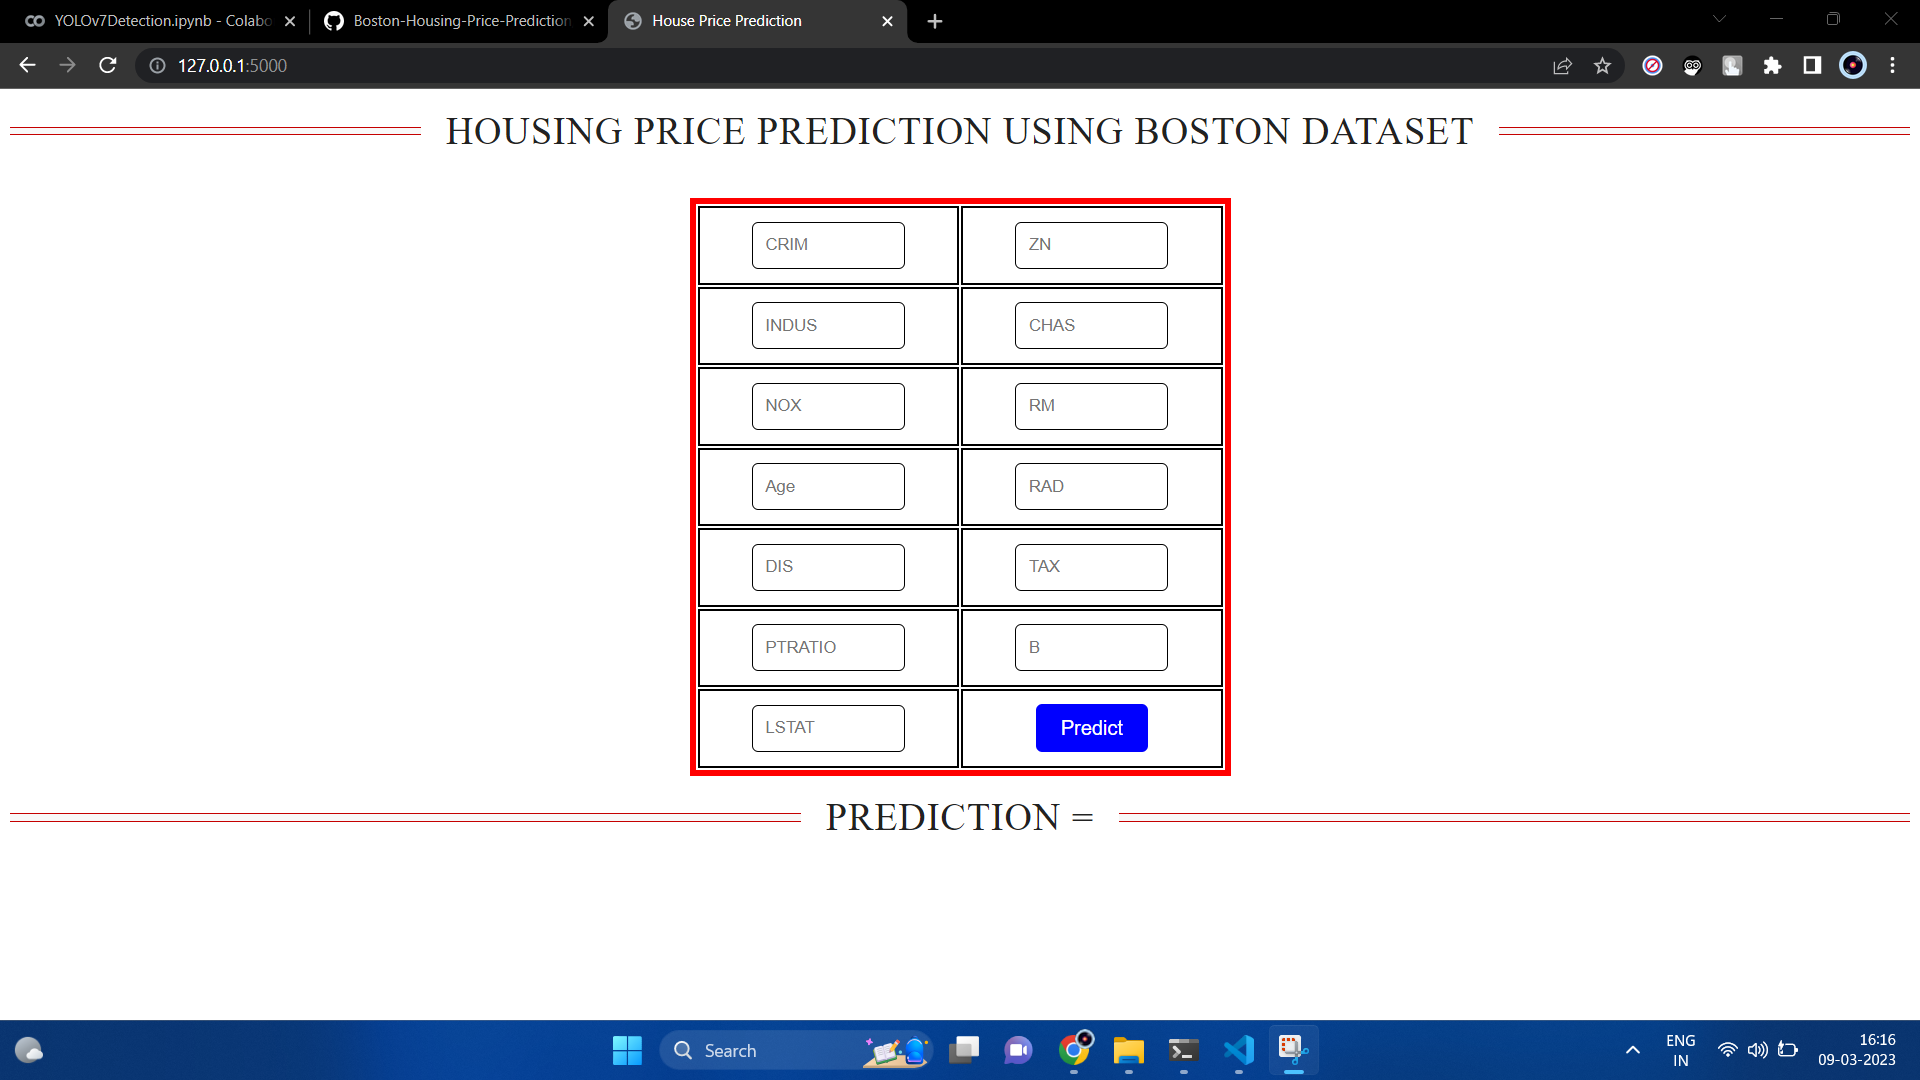 YOLOv7Detection.ipynb - Colabo
Boston-Housing-Price-Prediction
House Price Prediction
127.0.0.1:5000
HOUSING PRICE PREDICTION USING BOSTON DATASET
CRIM ZN
INDUS CHAS
NOX RM
Age RAD
DIS TAX
PTRATIO B
LSTAT Predict
PREDICTION =
Search
ENG
IN
16:16
09-03-2023